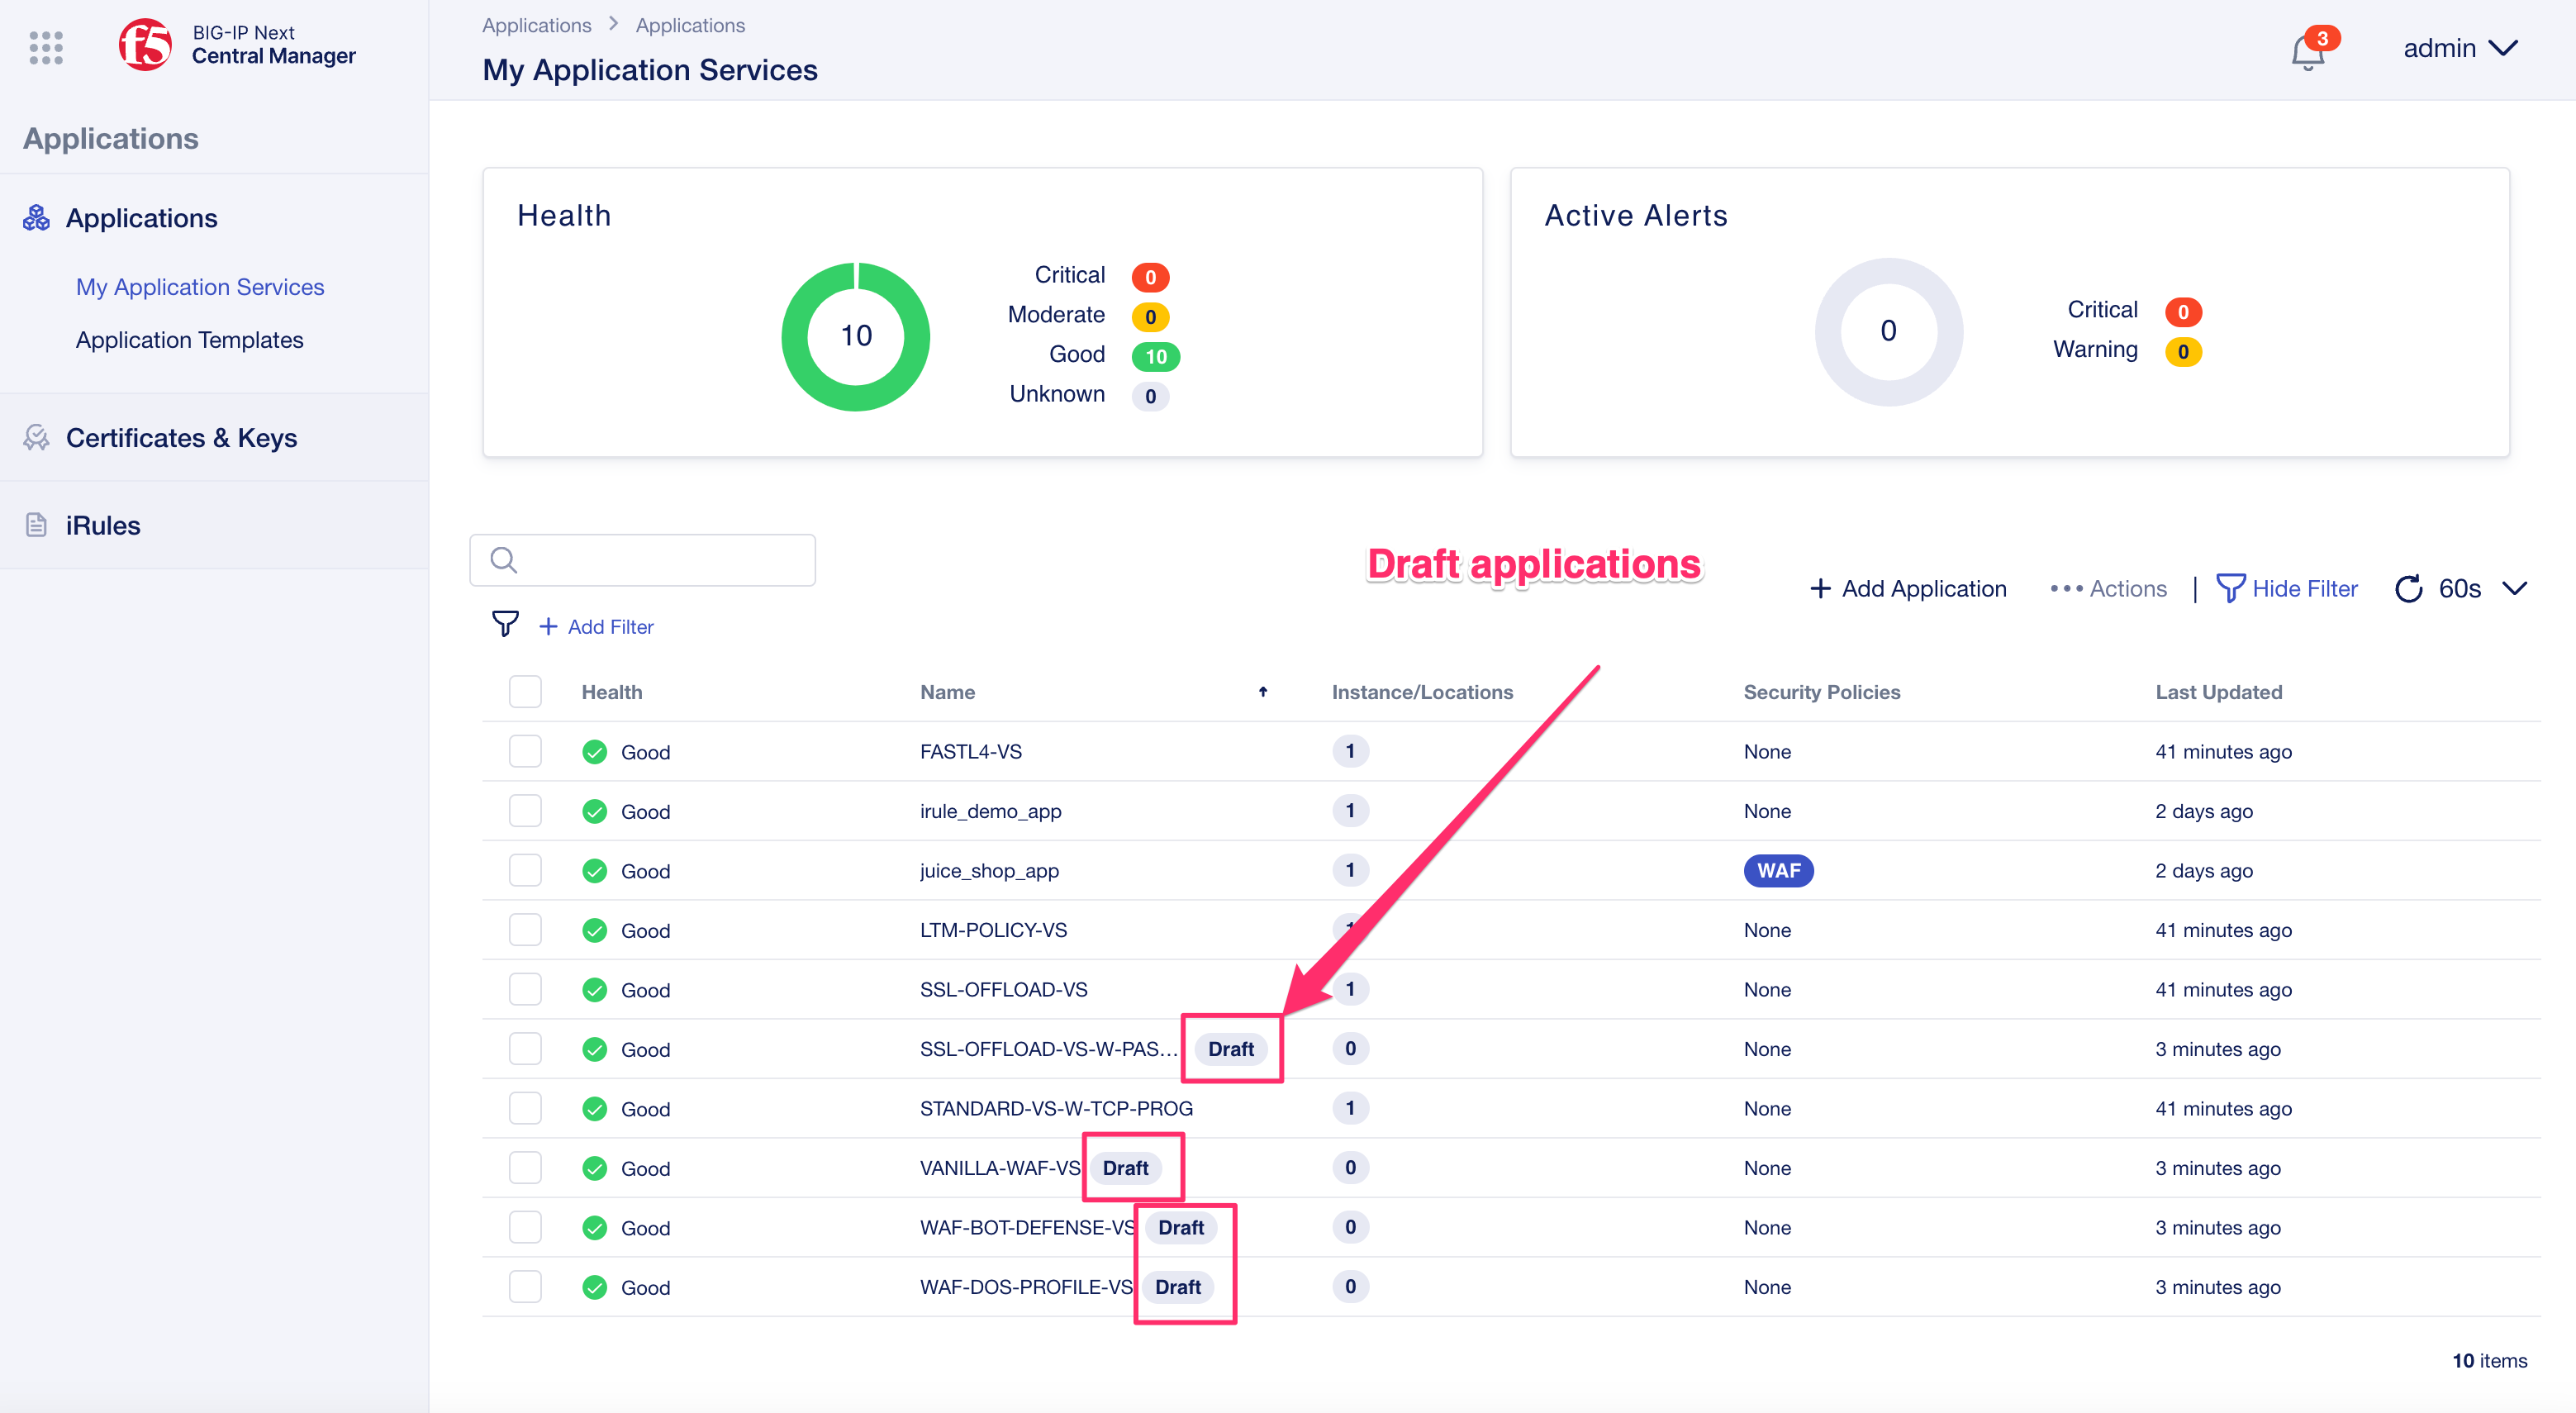 BIG-IP Next
Central Manager
Applications > Applications
My Application Services
3
admin
Applications
Applications
My Application Services
Application Templates
Certificates & Keys
iRules
Health
10
Critical 0
Moderate 0
Good 10
Unknown 0
Active Alerts
0
Critical 0
Warning 0
Draft applications
+ Add Application ••• Actions | Hide Filter 60s
+ Add Filter
Health Name Instance/Locations Security Policies Last Updated
Good FASTL4-VS 1 None 41 minutes ago
Good irule_demo_app 1 None 2 days ago
Good juice_shop_app 1 WAF 2 days ago
Good LTM-POLICY-VS 1 None 41 minutes ago
Good SSL-OFFLOAD-VS 1 None 41 minutes ago
Good SSL-OFFLOAD-VS-W-PAS... Draft 0 None 3 minutes ago
Good STANDARD-VS-W-TCP-PROG 1 None 41 minutes ago
Good VANILLA-WAF-VS Draft 0 None 3 minutes ago
Good WAF-BOT-DEFENSE-VS Draft 0 None 3 minutes ago
Good WAF-DOS-PROFILE-VS Draft 0 None 3 minutes ago
10 items